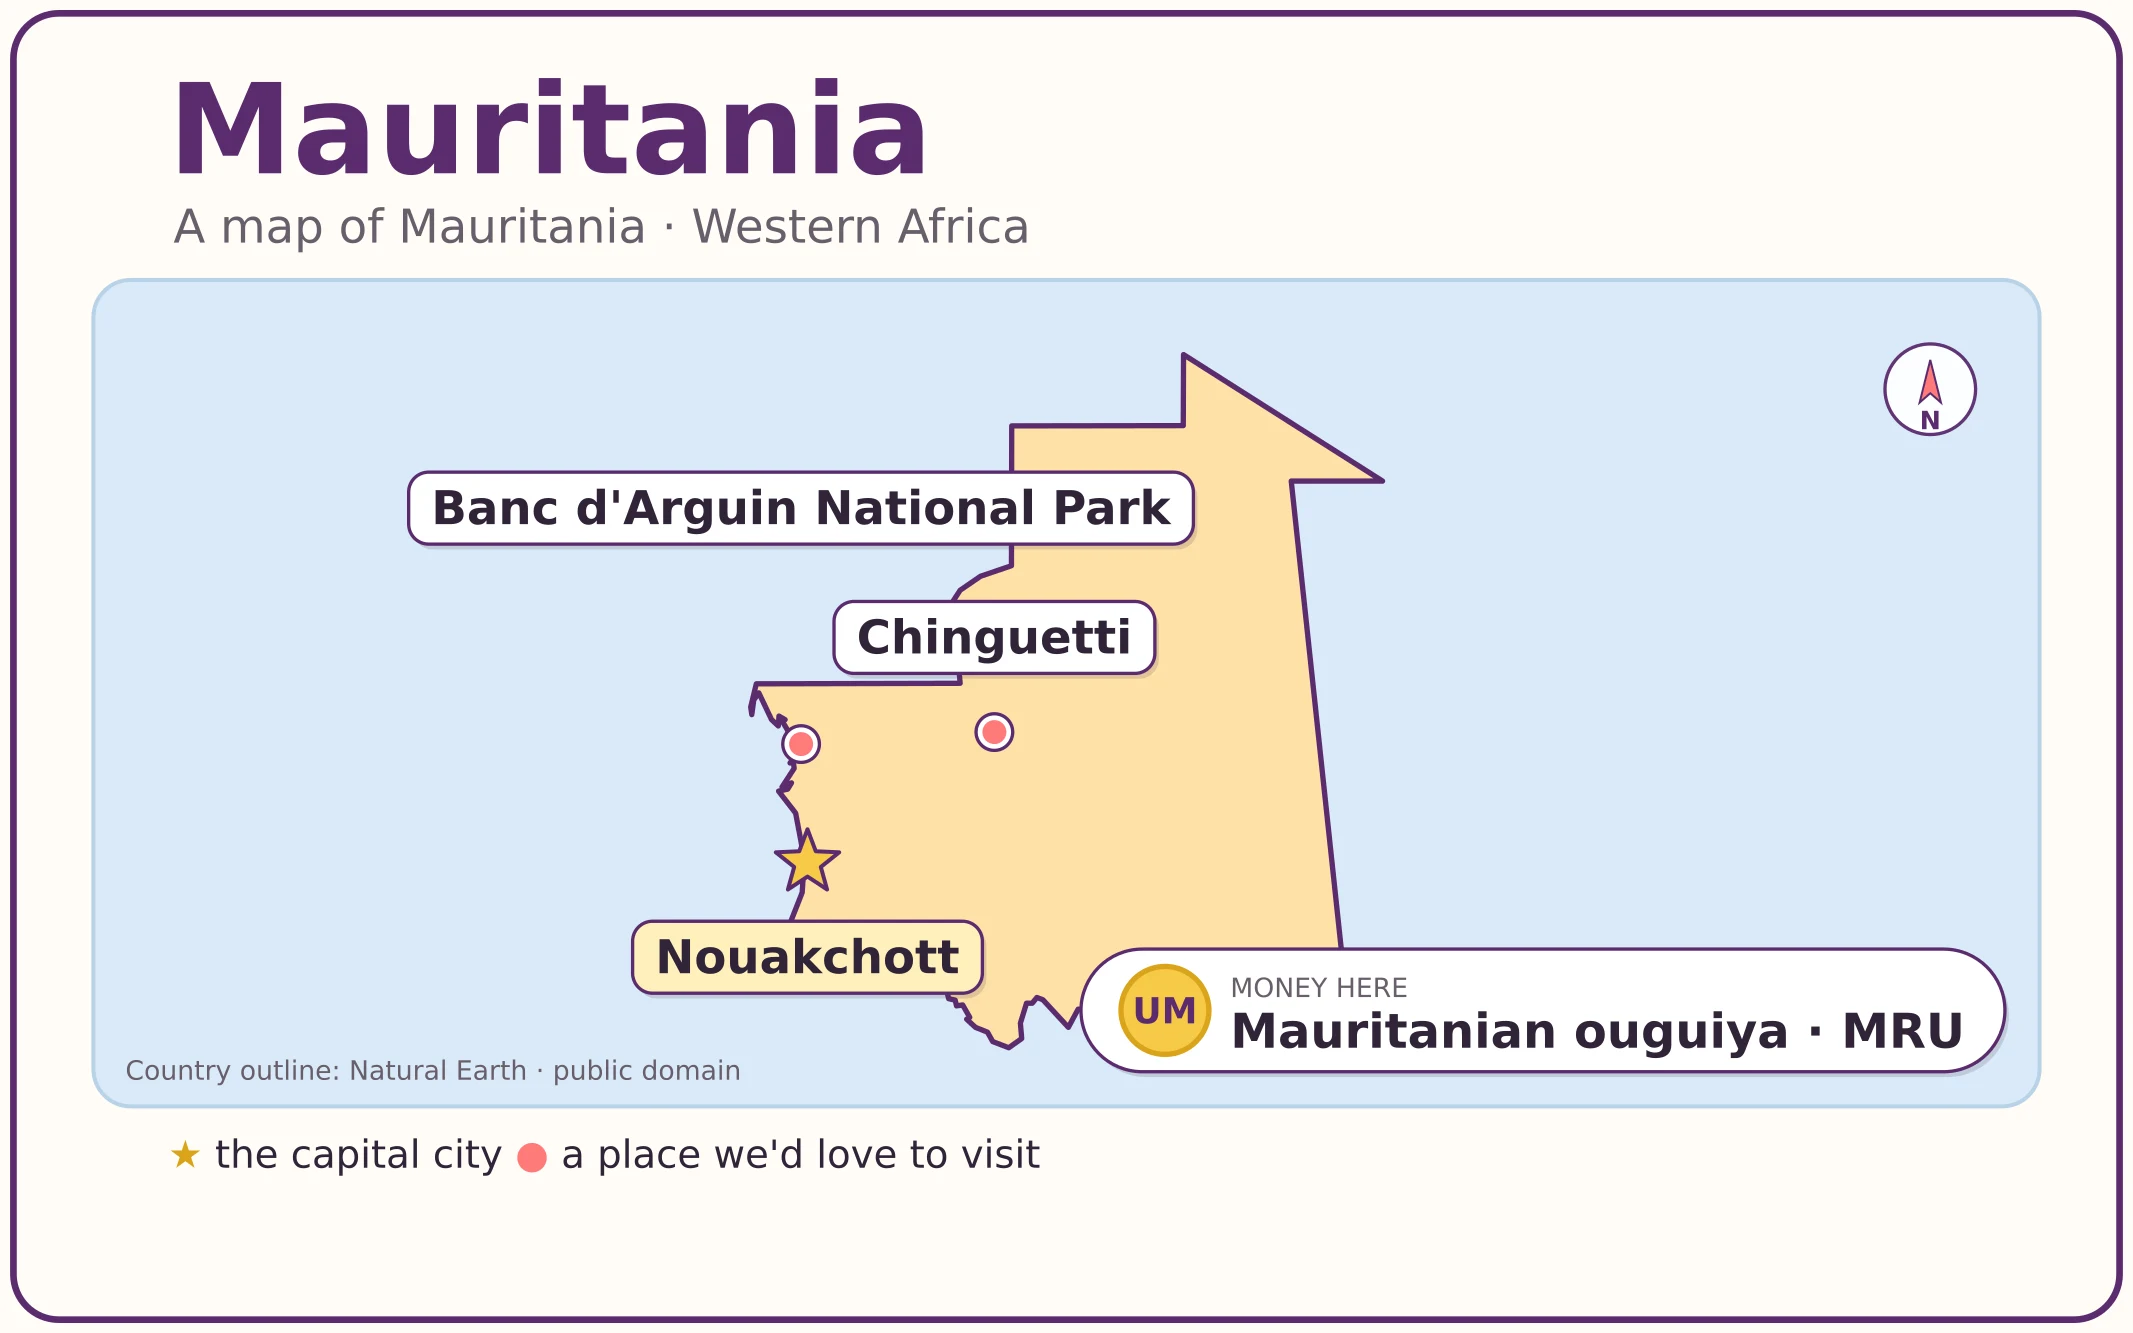 Mauritania
A map of Mauritania · Western Africa
N
Banc d'Arguin National Park
Chinguetti
Nouakchott
UM
MONEY HERE
Mauritanian ouguiya · MRU
Country outline: Natural Earth · public domain
★ the capital city ● a place we'd love to visit